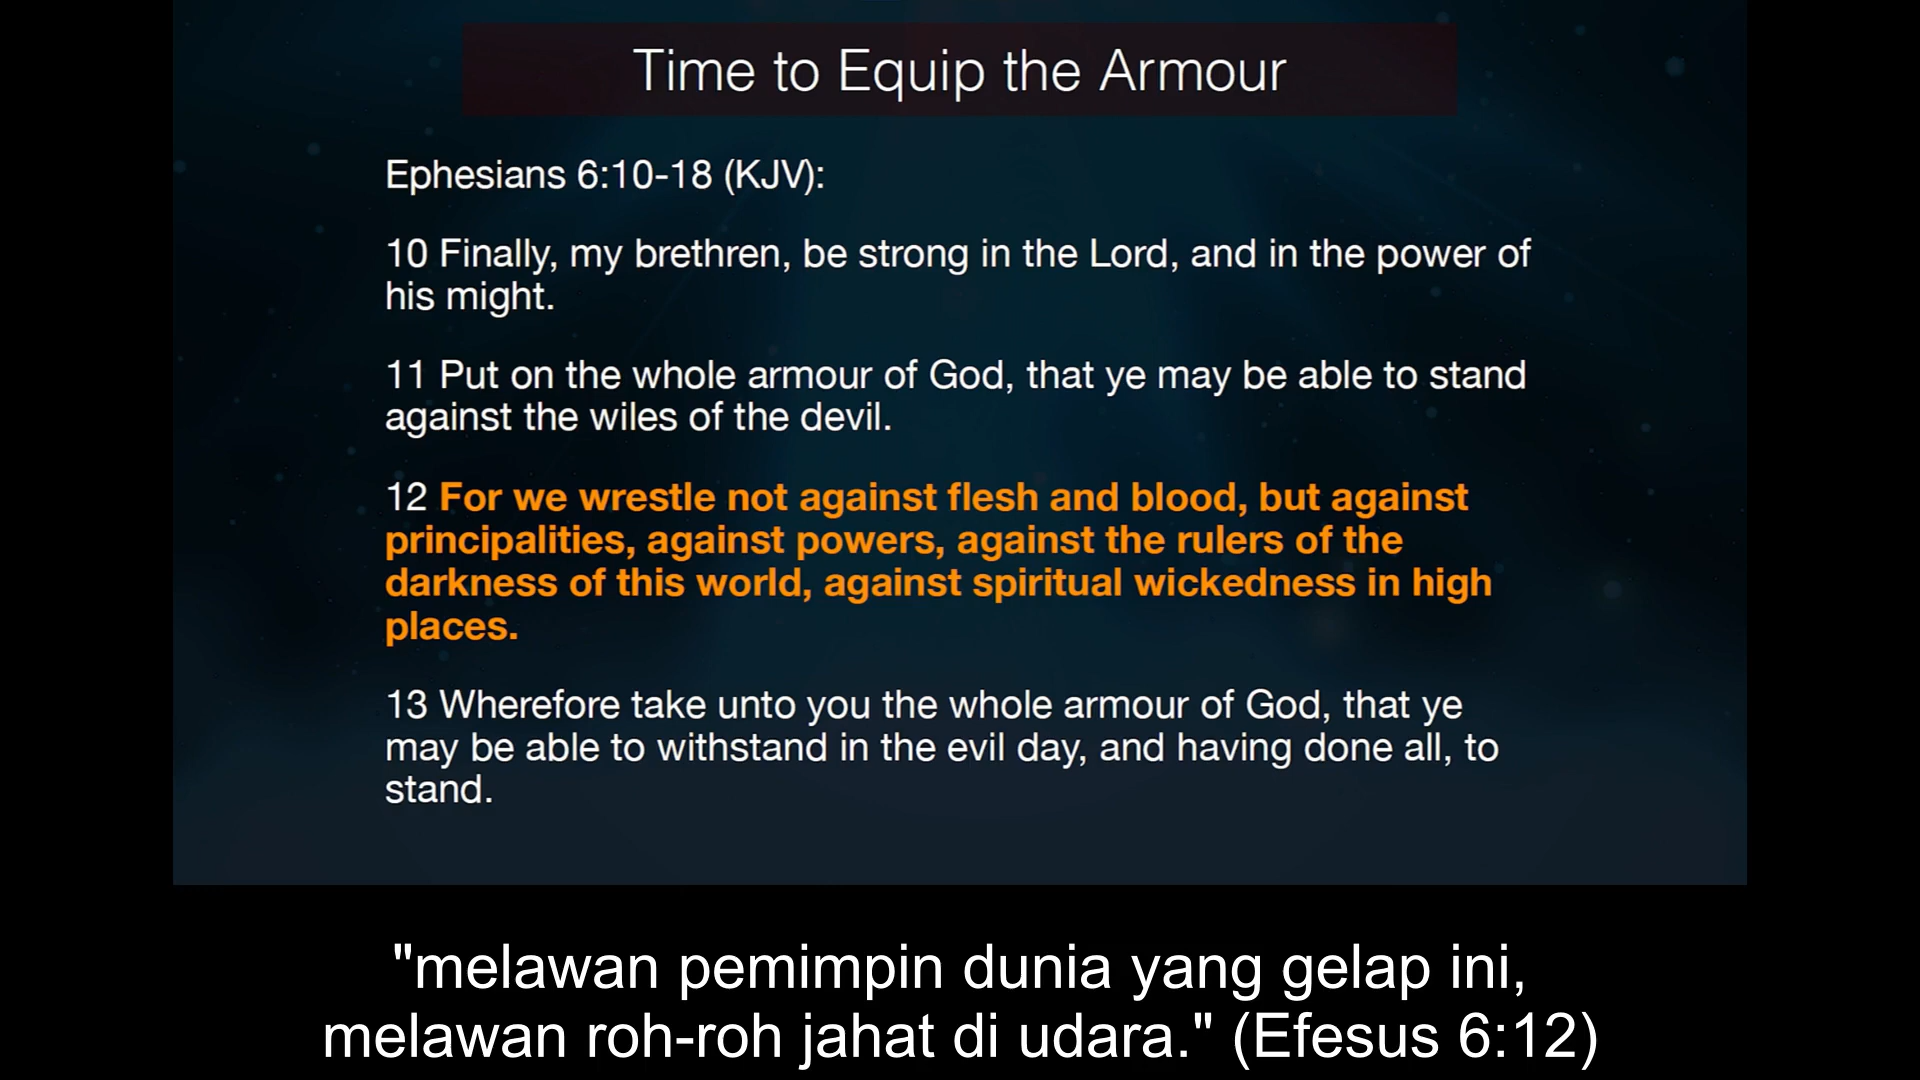 Time to Equip the Armour
Ephesians 6:10-18 (KJV):
10 Finally, my brethren, be strong in the Lord, and in the power of
his might.
11 Put on the whole armour of God, that ye may be able to stand
against the wiles of the devil.
12 For we wrestle not against flesh and blood, but against
principalities, against powers, against the rulers of the
darkness of this world, against spiritual wickedness in high
places.
13 Wherefore take unto you the whole armour of God, that ye
may be able to withstand in the evil day, and having done all, to
stand.
"melawan pemimpin dunia yang gelap ini,
melawan roh-roh jahat di udara." (Efesus 6:12)